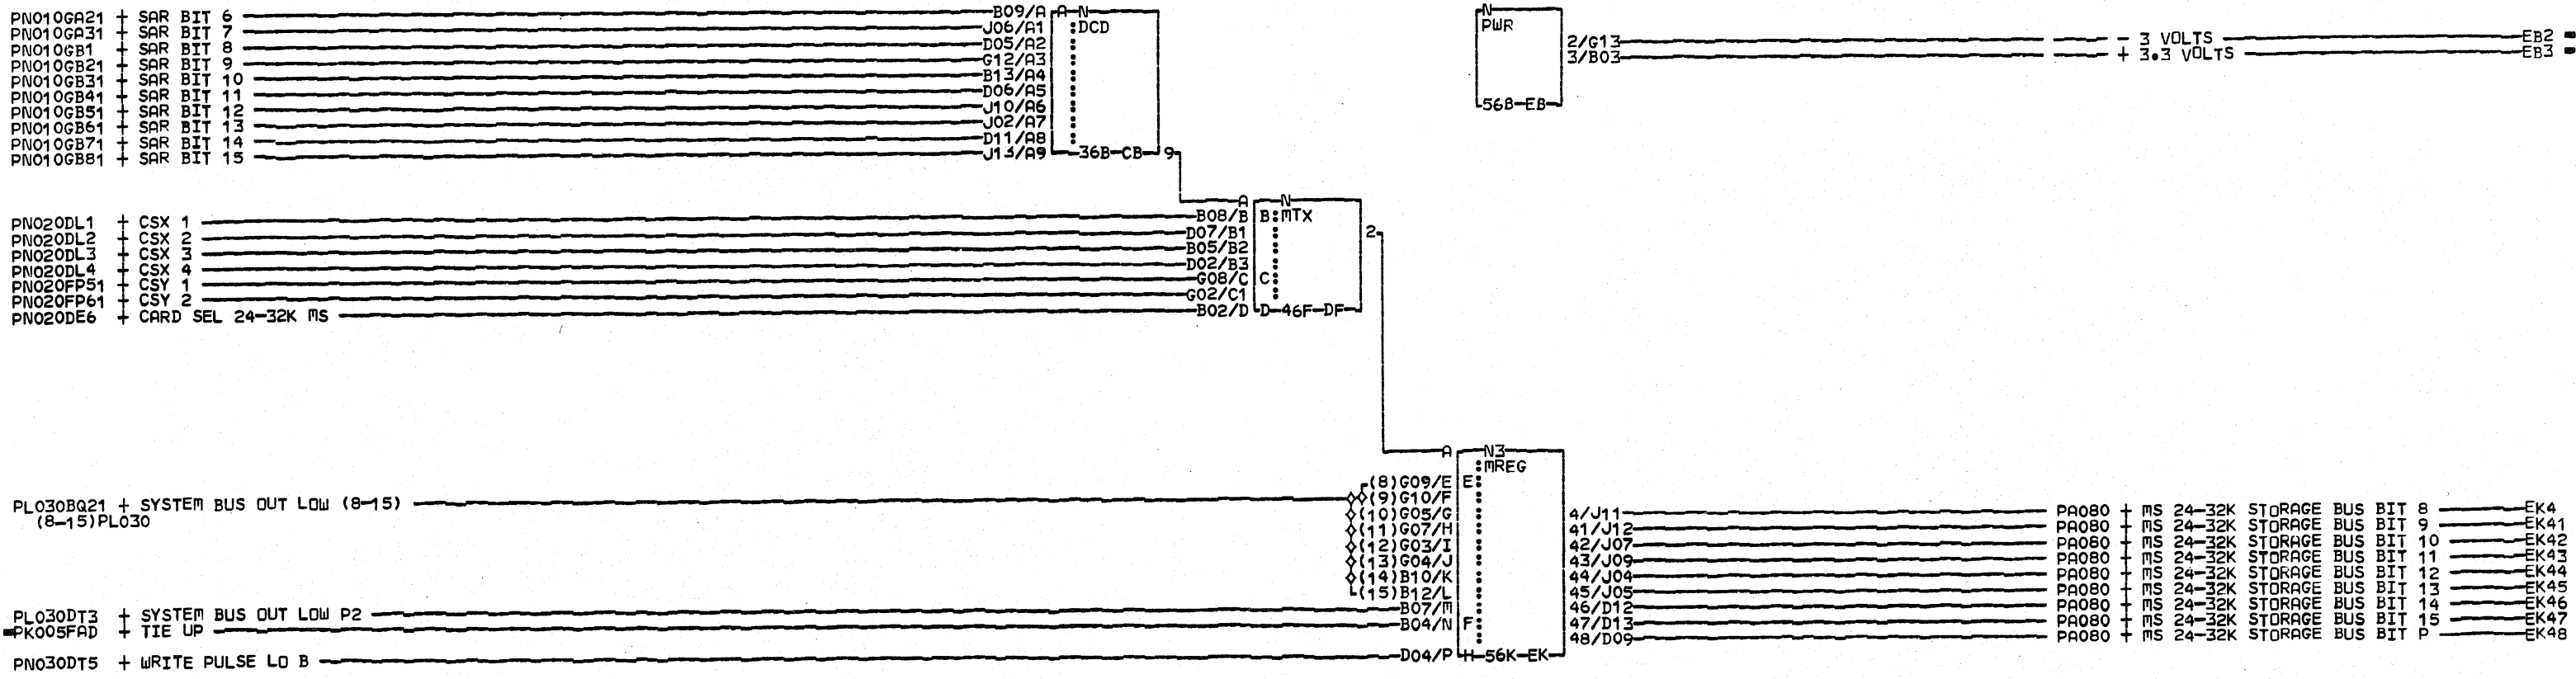 PN010GA21 + SAR BIT 6 B09/A A N
PN010GA31 + SAR BIT 7 J06/A1 DCD
PN010GB1 + SAR BIT 8 D05/A2
PN010GB21 + SAR BIT 9 G12/A3
PN010GB31 + SAR BIT 10 B13/A4
PN010GB41 + SAR BIT 11 D06/A5
PN010GB51 + SAR BIT 12 J10/A6
PN010GB61 + SAR BIT 13 J02/A7
PN010GB71 + SAR BIT 14 D11/A8
PN010GB81 + SAR BIT 15 J13/A9 36B-CB 9
N
PWR
2/G13 - 3 VOLTS EB2
3/B03 + 3.3 VOLTS EB3
56B-EB
A N
PN020DL1 + CSX 1 B08/B B MTX
PN020DL2 + CSX 2 D07/B1 2
PN020DL3 + CSX 3 B05/B2
PN020DL4 + CSX 4 D02/B3
PN020FP51 + CSY 1 G08/C C
PN020FP61 + CSY 2 G02/C1
PN020DE6 + CARD SEL 24-32K MS B02/D D 46F-DF
A N3
MREG
(8)G09/E E
PL030BQ21 + SYSTEM BUS OUT LOW (8-15) (9)G10/F
(8-15)PL030
(10)G05/G 4/J11 PA080 + MS 24-32K STORAGE BUS BIT 8 EK4
(11)G07/H 41/J12 PA080 + MS 24-32K STORAGE BUS BIT 9 EK41
(12)G03/I 42/J07 PA080 + MS 24-32K STORAGE BUS BIT 10 EK42
(13)G04/J 43/J09 PA080 + MS 24-32K STORAGE BUS BIT 11 EK43
(14)B10/K 44/J04 PA080 + MS 24-32K STORAGE BUS BIT 12 EK44
(15)B12/L 45/J05 PA080 + MS 24-32K STORAGE BUS BIT 13 EK45
PL030DT3 + SYSTEM BUS OUT LOW P2 B07/M 46/D12 PA080 + MS 24-32K STORAGE BUS BIT 14 EK46
PK005FAD + TIE UP B04/N F 47/D13 PA080 + MS 24-32K STORAGE BUS BIT 15 EK47
48/D09 PA080 + MS 24-32K STORAGE BUS BIT P EK48
PN030DT5 + WRITE PULSE LO B D04/P H 56K-EK